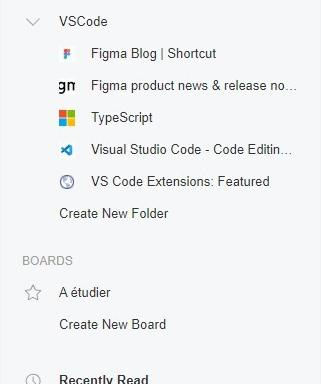 VSCode
Figma Blog | Shortcut
Figma product news & release no…
TypeScript
Visual Studio Code - Code Editin…
VS Code Extensions: Featured
Create New Folder
BOARDS
A étudier
Create New Board
Recently Read